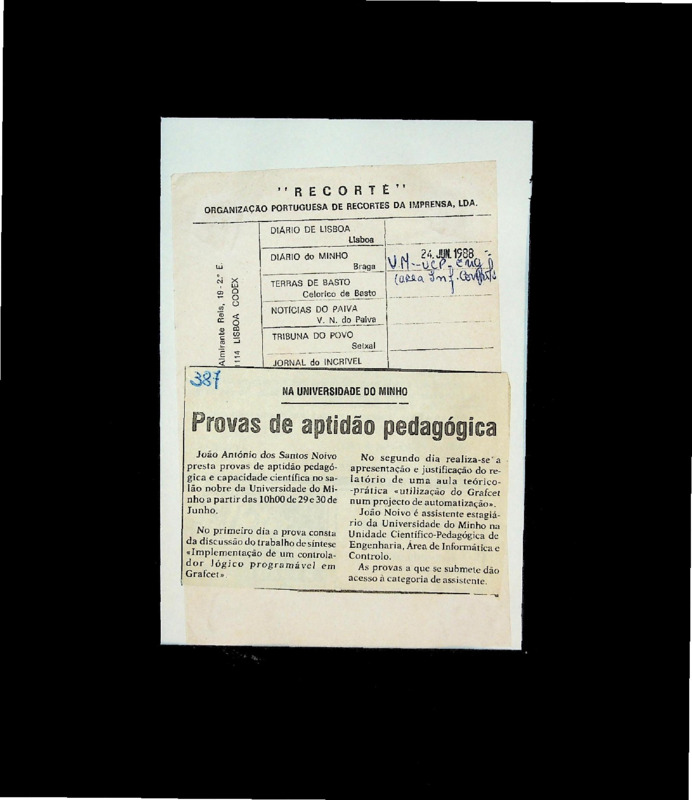 "RECORTE"
ORGANIZAÇÃO PORTUGUESA DE RECORTES DA IMPRENSA, LDA.
Almirante Reis, 19-2.º E.
114 LISBOA CODEX
DIÁRIO DE LISBOA
Lisboa
DIÁRIO do MINHO
Braga
24. JUN. 1988
UM--UCP-Eng
(area Inf.
TERRAS DE BASTO
Celorico de Basto
NOTÍCIAS DO PAIVA
V. N. do Paiva
TRIBUNA DO POVO
Seixal
JORNAL do INCRÍVEL
387
NA UNIVERSIDADE DO MINHO
Provas de aptidão pedagógica
João António dos Santos Noivo
presta provas de aptidão pedagó-
gica e capacidade científica no sa-
lão nobre da Universidade do Mi-
nho a partir das 10h00 de 29 e 30 de
Junho.
No primeiro dia a prova consta
da discussão do trabalho de síntese
«Implementação de um controla-
dor lógico programável em
Grafcet»
No segundo dia realiza-se a
apresentação e justificação do re-
latório de uma aula teórico-
-prática «utilização do Grafcet
num projecto de automatização».
João Noivo é assistente estagiá-
rio da Universidade do Minho na
Unidade Científico-Pedagógica de
Engenharia, Área de Informática e
Controlo.
As provas a que se submete dão
acesso à categoria de assistente.